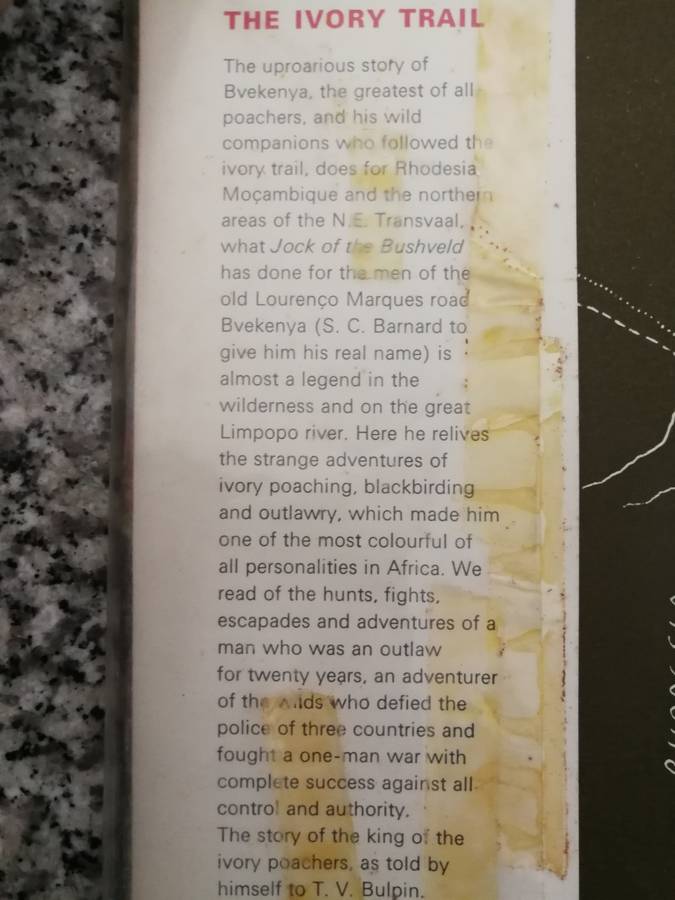 THE IVORY TRAIL
The uproarious story of
Bvekenya, the greatest of all
poachers, and his wild
companions who followed the
ivory trail, does for Rhodesia
Moçambique and the northern
areas of the N.E. Transvaal,
what Jock of the Bushveld
has done for the men of the
old Lourenço Marques road
Bvekenya (S. C. Barnard to
give him his real name) is
almost a legend in the
wilderness and on the great
Limpopo river. Here he relives
the strange adventures of
ivory poaching, blackbirding
and outlawry, which made him
one of the most colourful of
all personalities in Africa. We
read of the hunts, fights,
escapades and adventures of a
man who was an outlaw
for twenty years, an adventurer
of the wilds who defied the
police of three countries and
fought a one-man war with
complete success against all
control and authority.
The story of the king of the
ivory poachers, as told by
himself to T. V. Bulpin.